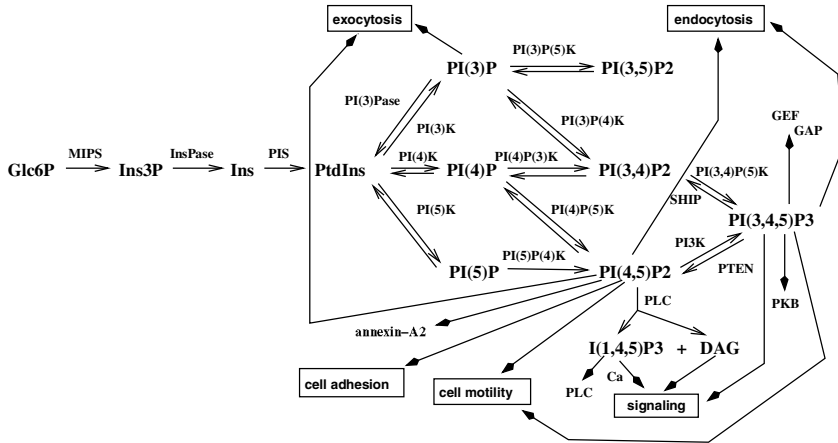 exocytosis
endocytosis
PI(3)P(5)K
PI(3)P
PI(3,5)P2
PI(3)Pase
GEF
GAP
PI(3)K
PI(3)P(4)K
MIPS
InsPase
PIS
PI(4)K
PI(4)P(3)K
PI(3,4)P(5)K
Glc6P
Ins3P
Ins
PtdIns
PI(4)P
PI(3,4)P2
SHIP
PI(5)K
PI(4)P(5)K
PI(3,4,5)P3
PI3K
PI(5)P(4)K
PI(5)P
PI(4,5)P2
PTEN
PLC
PKB
annexin–A2
I(1,4,5)P3 + DAG
Ca
cell adhesion
cell motility
PLC
signaling